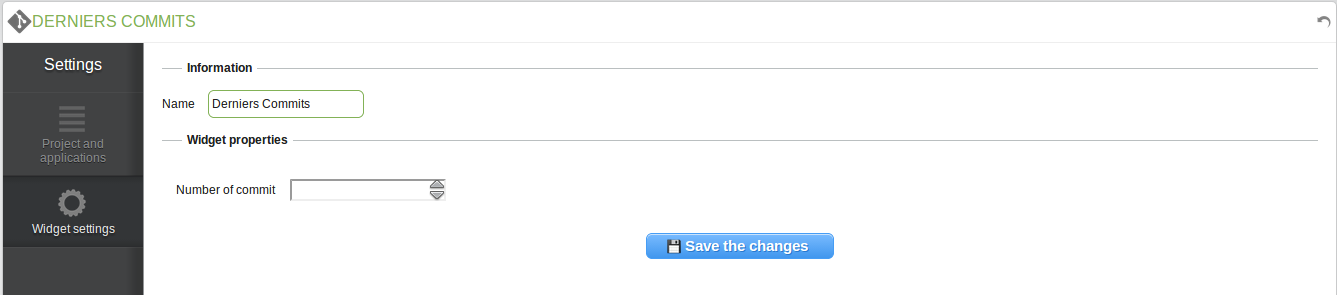 DERNIERS COMMITS
Settings
Project and
applications
Widget settings
Information
Name Derniers Commits
Widget properties
Number of commit
Save the changes